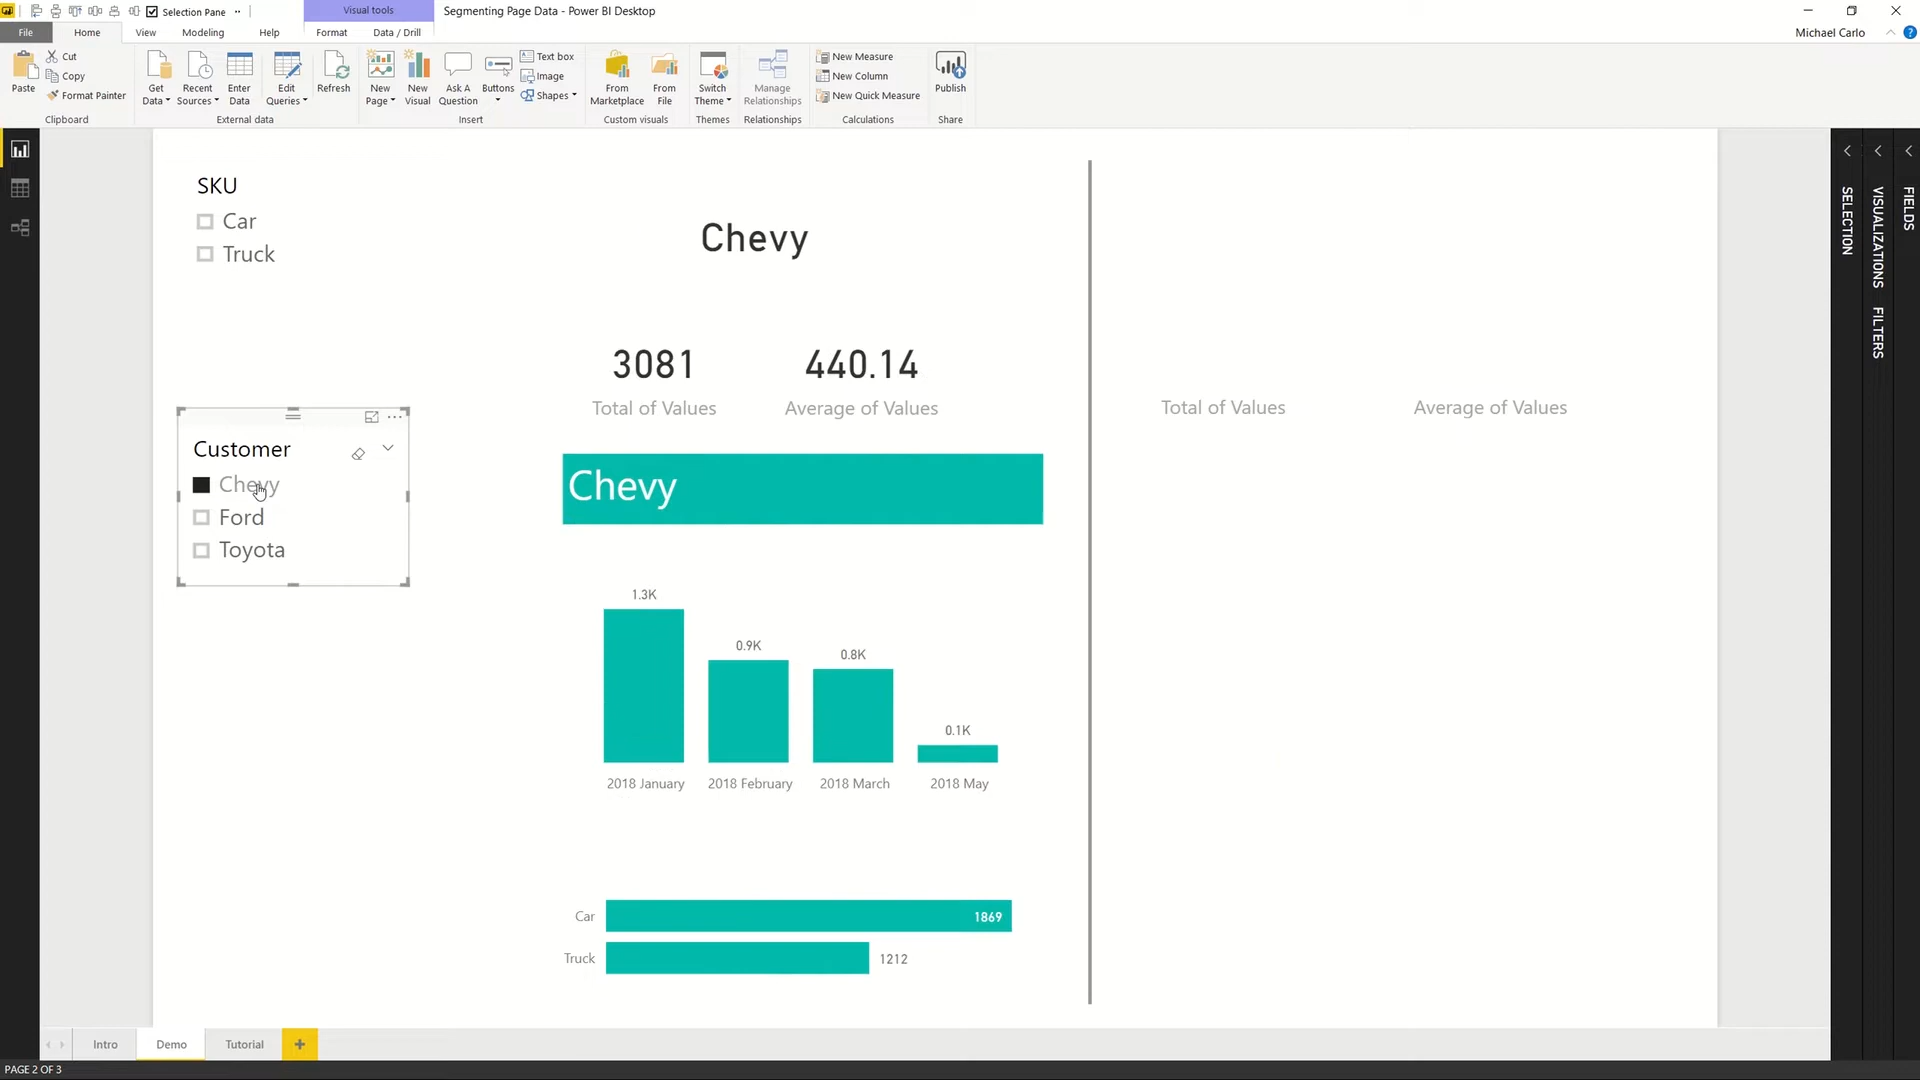 Selection Pane
Visual tools
Segmenting Page Data - Power BI Desktop
File
Home
View
Modeling
Help
Format
Data / Drill
Michael Carlo
?
Paste
Cut
Copy
Format Painter
Clipboard
Get Data
Recent Sources
Enter Data
Edit Queries
Refresh
External data
New Page
New Visual
Ask A Question
Buttons
Text box
Image
Shapes
Insert
From Marketplace
From File
Custom visuals
Switch Theme
Themes
Manage Relationships
Relationships
New Measure
New Column
New Quick Measure
Calculations
Publish
Share
SKU
Car
Truck
Customer
Chevy
Ford
Toyota
Chevy
3081
Total of Values
440.14
Average of Values
Chevy
1.3K
0.9K
0.8K
0.1K
2018 January
2018 February
2018 March
2018 May
Car
1869
Truck
1212
Total of Values
Average of Values
SELECTION
VISUALIZATIONS
FILTERS
FIELDS
Intro
Demo
Tutorial
+
PAGE 2 OF 3